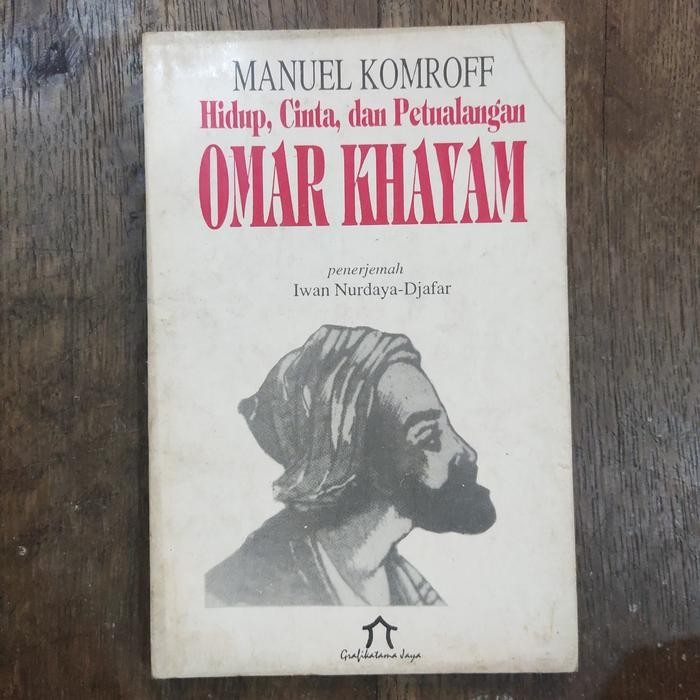 MANUEL KOMROFF
Hidup, Cinta, dan Petualangan
OMAR KHAYAM
penerjemah
Iwan Nurdaya-Djafar
Grafikatama Jaya